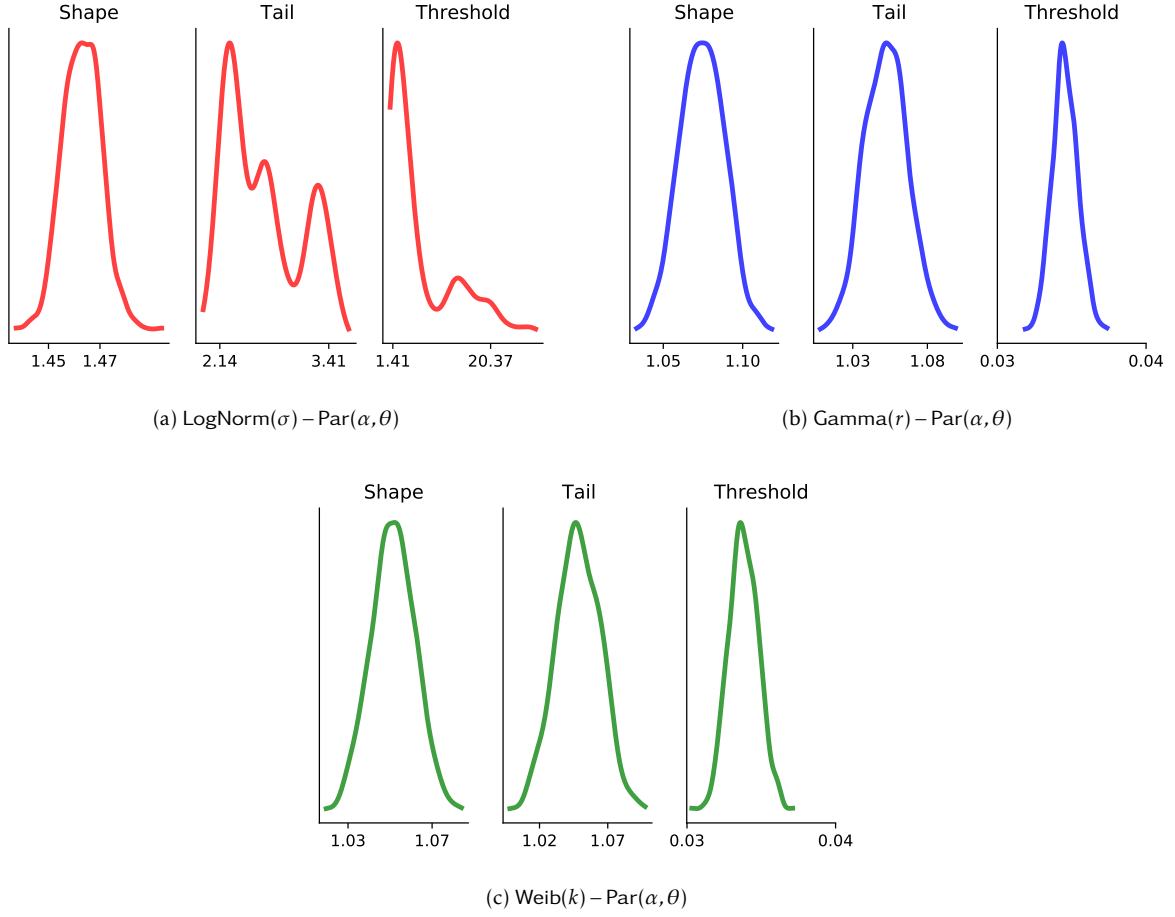 Shape Tail Threshold Shape Tail Threshold
1.45 1.47 2.14 3.41 1.41 20.37 1.05 1.10 1.03 1.08 0.03 0.04
(a) LogNorm(σ) – Par(α,θ) (b) Gamma(r) – Par(α,θ)
Shape Tail Threshold
1.03 1.07 1.02 1.07 0.03 0.04
(c) Weib(k) – Par(α,θ)